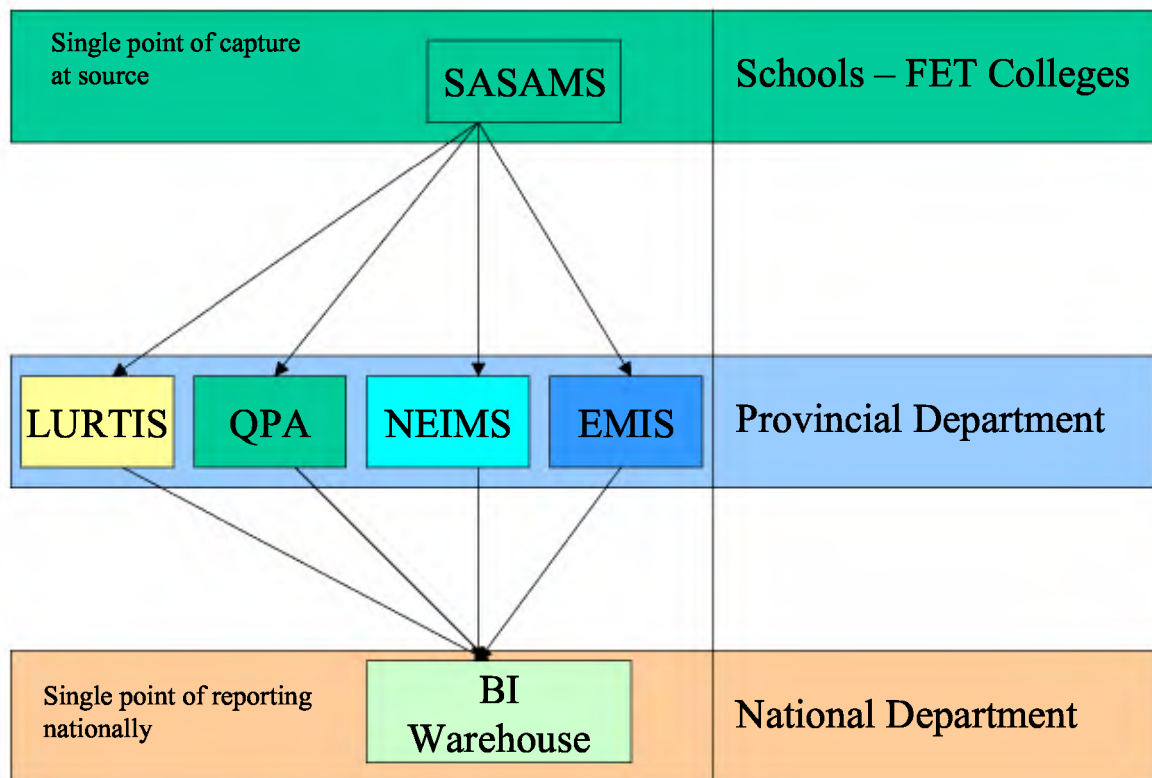 Single point of capture
at source
SASAMS
Schools – FET Colleges
LURTIS
QPA
NEIMS
EMIS
Provincial Department
Single point of reporting
nationally
BI
Warehouse
National Department